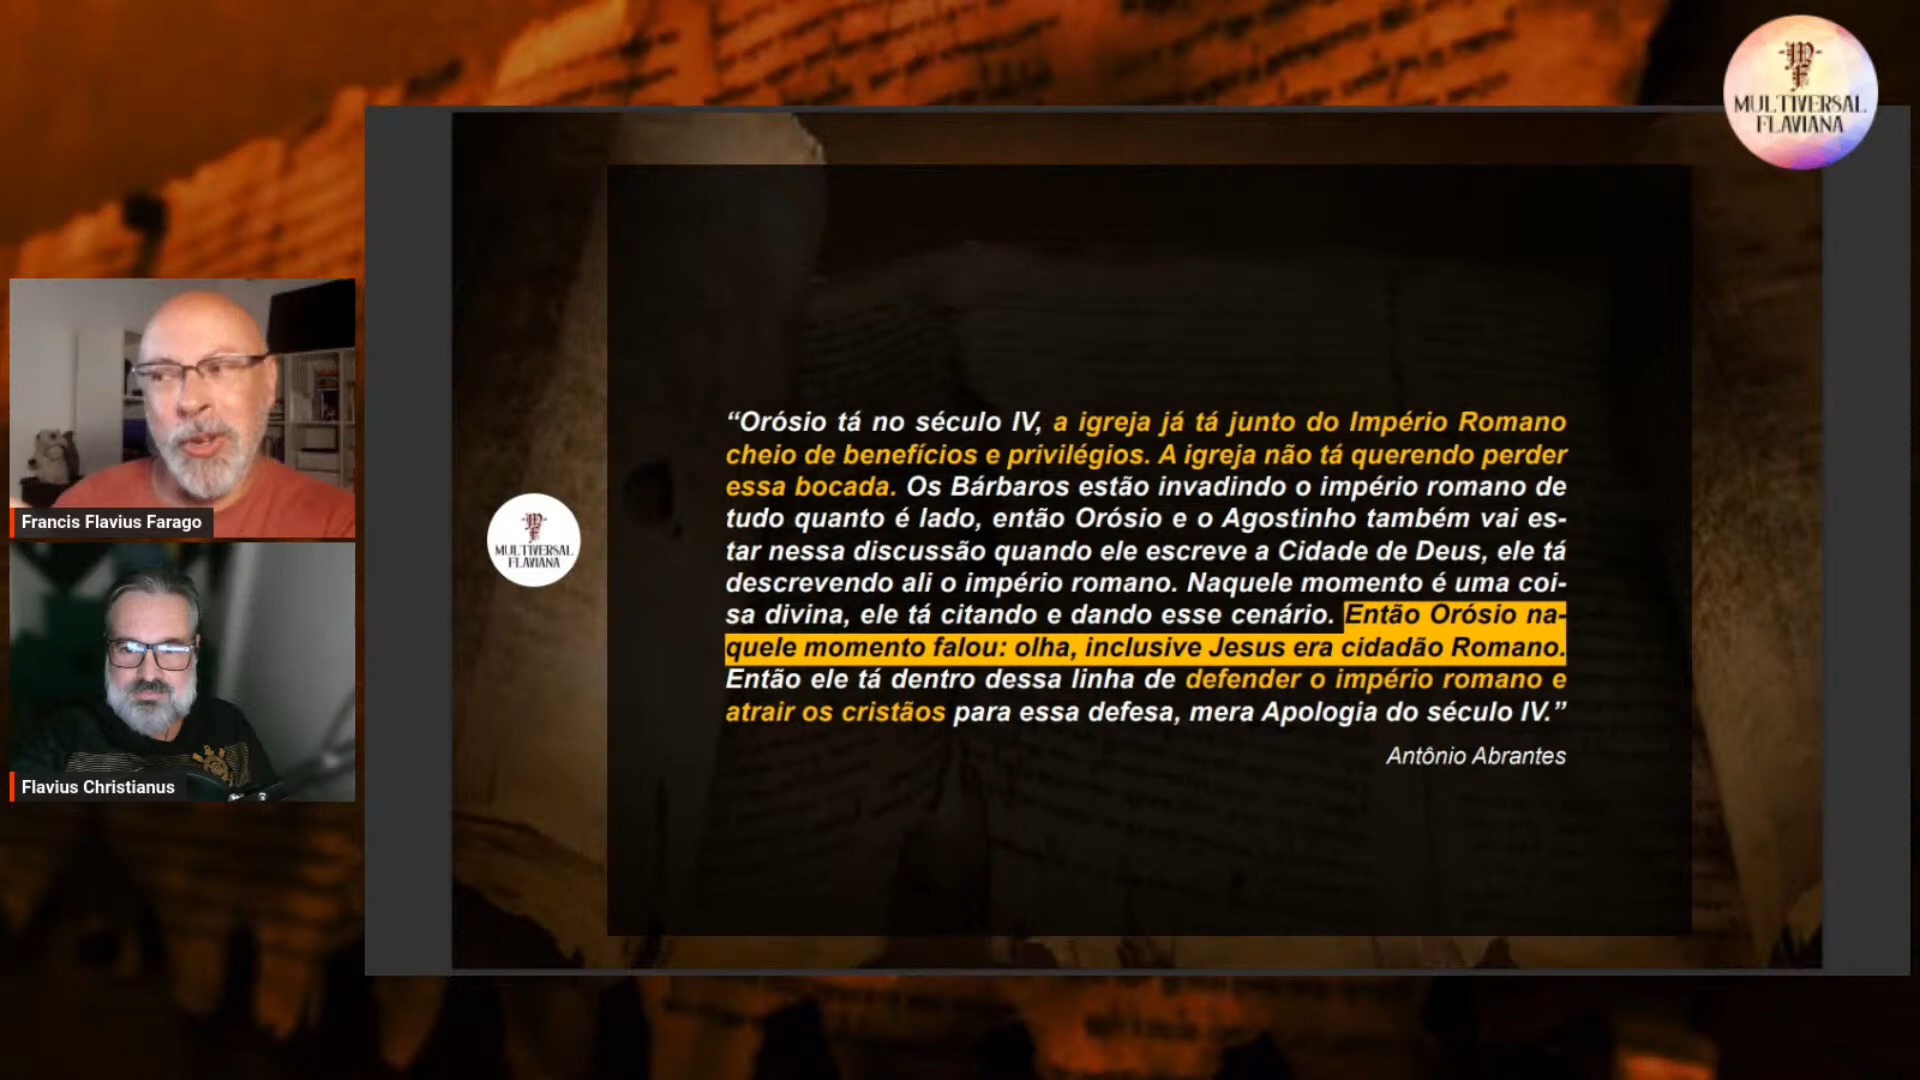 MULTIVERSAL
FLAVIANA
“Orósio tá no século IV, a igreja já tá junto do Império Romano
cheio de benefícios e privilégios. A igreja não tá querendo perder
essa bocada. Os Bárbaros estão invadindo o império romano de
tudo quanto é lado, então Orósio e o Agostinho também vai es-
tar nessa discussão quando ele escreve a Cidade de Deus, ele tá
descrevendo ali o império romano. Naquele momento é uma coi-
sa divina, ele tá citando e dando esse cenário. Então Orósio na-
quele momento falou: olha, inclusive Jesus era cidadão Romano.
Então ele tá dentro dessa linha de defender o império romano e
atrair os cristãos para essa defesa, mera Apologia do século IV.”
Antônio Abrantes
MULTIVERSAL
FLAVIANA
Francis Flavius Farago
Flavius Christianus